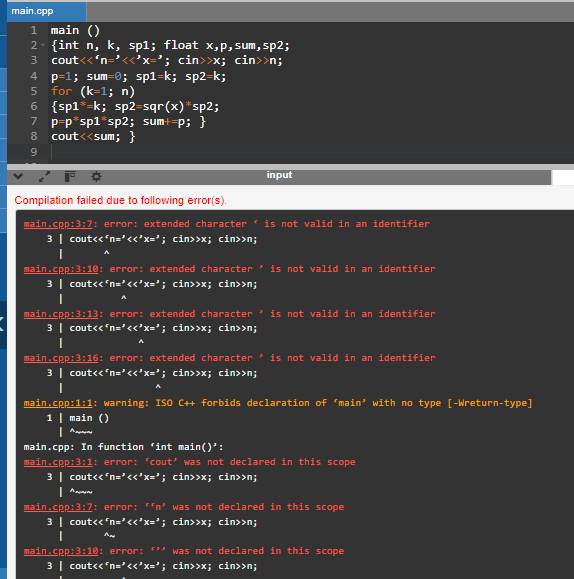 main.cpp
1 main ()
2 {int n, k, sp1; float x,p,sum,sp2;
3 cout<<‘n=’<<’x=’; cin>>x; cin>>n;
4 p=1; sum=0; sp1=k; sp2=k;
5 for (k=1; n)
6 {sp1*=k; sp2=sqr(x)*sp2;
7 p=p*sp1*sp2; sum+=p; }
8 cout<<sum; }
9
input
Compilation failed due to following error(s).
main.cpp:3:7: error: extended character ‘ is not valid in an identifier
3 | cout<<‘n=’<<’x=’; cin>>x; cin>>n;
| ^
main.cpp:3:10: error: extended character ’ is not valid in an identifier
3 | cout<<‘n=’<<’x=’; cin>>x; cin>>n;
| ^
main.cpp:3:13: error: extended character ’ is not valid in an identifier
3 | cout<<‘n=’<<’x=’; cin>>x; cin>>n;
| ^
main.cpp:3:16: error: extended character ’ is not valid in an identifier
3 | cout<<‘n=’<<’x=’; cin>>x; cin>>n;
| ^
main.cpp:1:1: warning: ISO C++ forbids declaration of ‘main’ with no type [-Wreturn-type]
1 | main ()
| ^~~~
main.cpp: In function ‘int main()’:
main.cpp:3:1: error: ‘cout’ was not declared in this scope
3 | cout<<‘n=’<<’x=’; cin>>x; cin>>n;
| ^~~~
main.cpp:3:7: error: ‘‘n’ was not declared in this scope
3 | cout<<‘n=’<<’x=’; cin>>x; cin>>n;
| ^~
main.cpp:3:10: error: ‘’’ was not declared in this scope
3 | cout<<‘n=’<<’x=’; cin>>x; cin>>n;